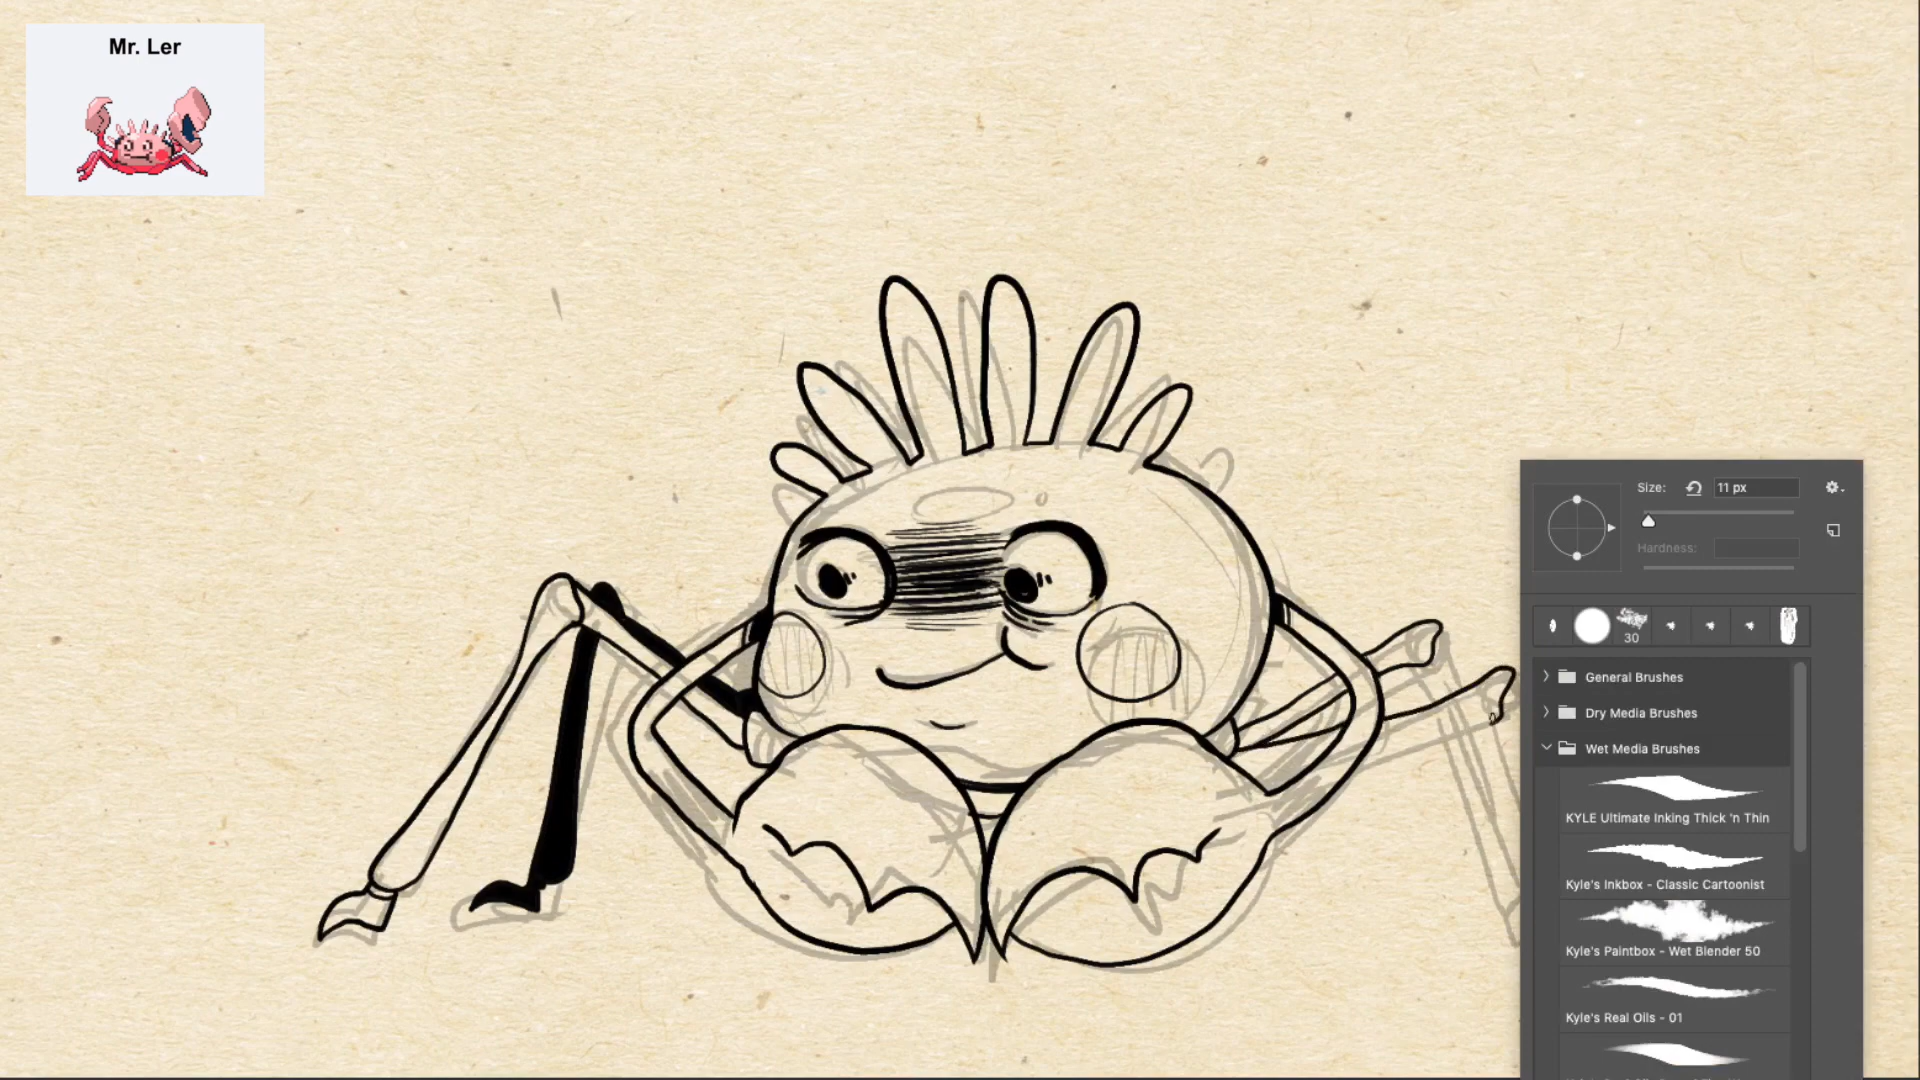 Mr. Ler
Size:
11 px
Hardness:
30
General Brushes
Dry Media Brushes
Wet Media Brushes
KYLE Ultimate Inking Thick 'n Thin
Kyle's Inkbox - Classic Cartoonist
Kyle's Paintbox - Wet Blender 50
Kyle's Real Oils - 01